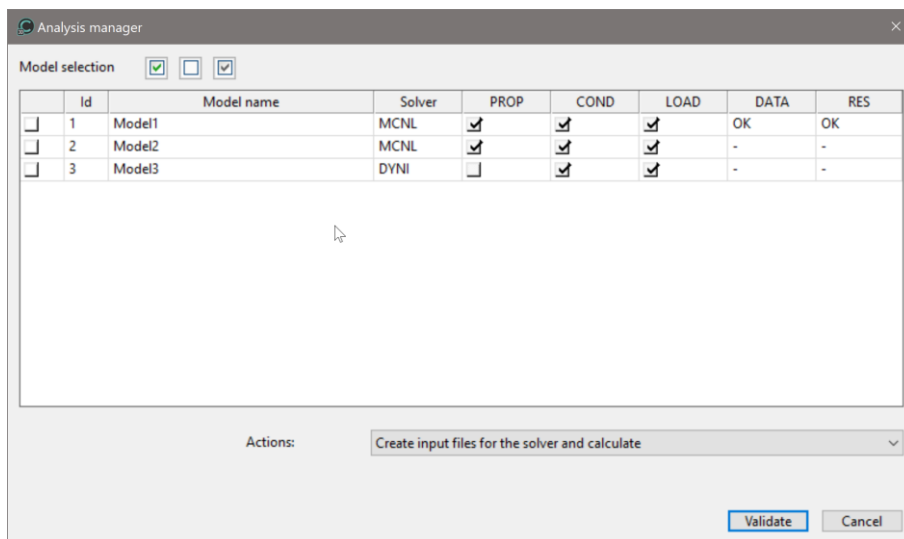 Analysis manager
Model selection
Id Model name Solver PROP COND LOAD DATA RES
1 Model1 MCNL OK OK
2 Model2 MCNL - -
3 Model3 DYNI - -
Actions: Create input files for the solver and calculate
Validate Cancel